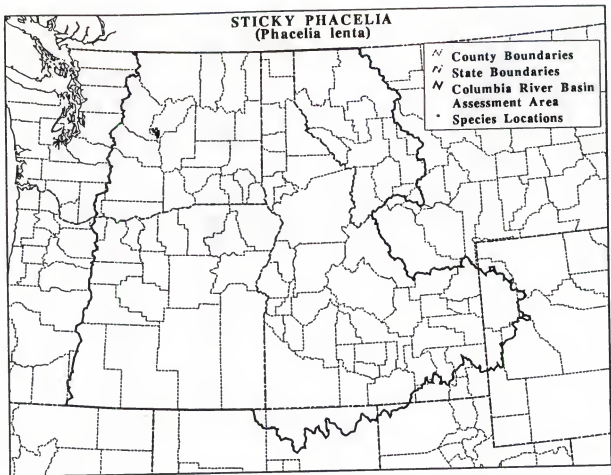 STICKY PHACELIA
(Phacelia lenta)
County Boundaries
State Boundaries
Columbia River Basin
Assessment Area
Species Locations